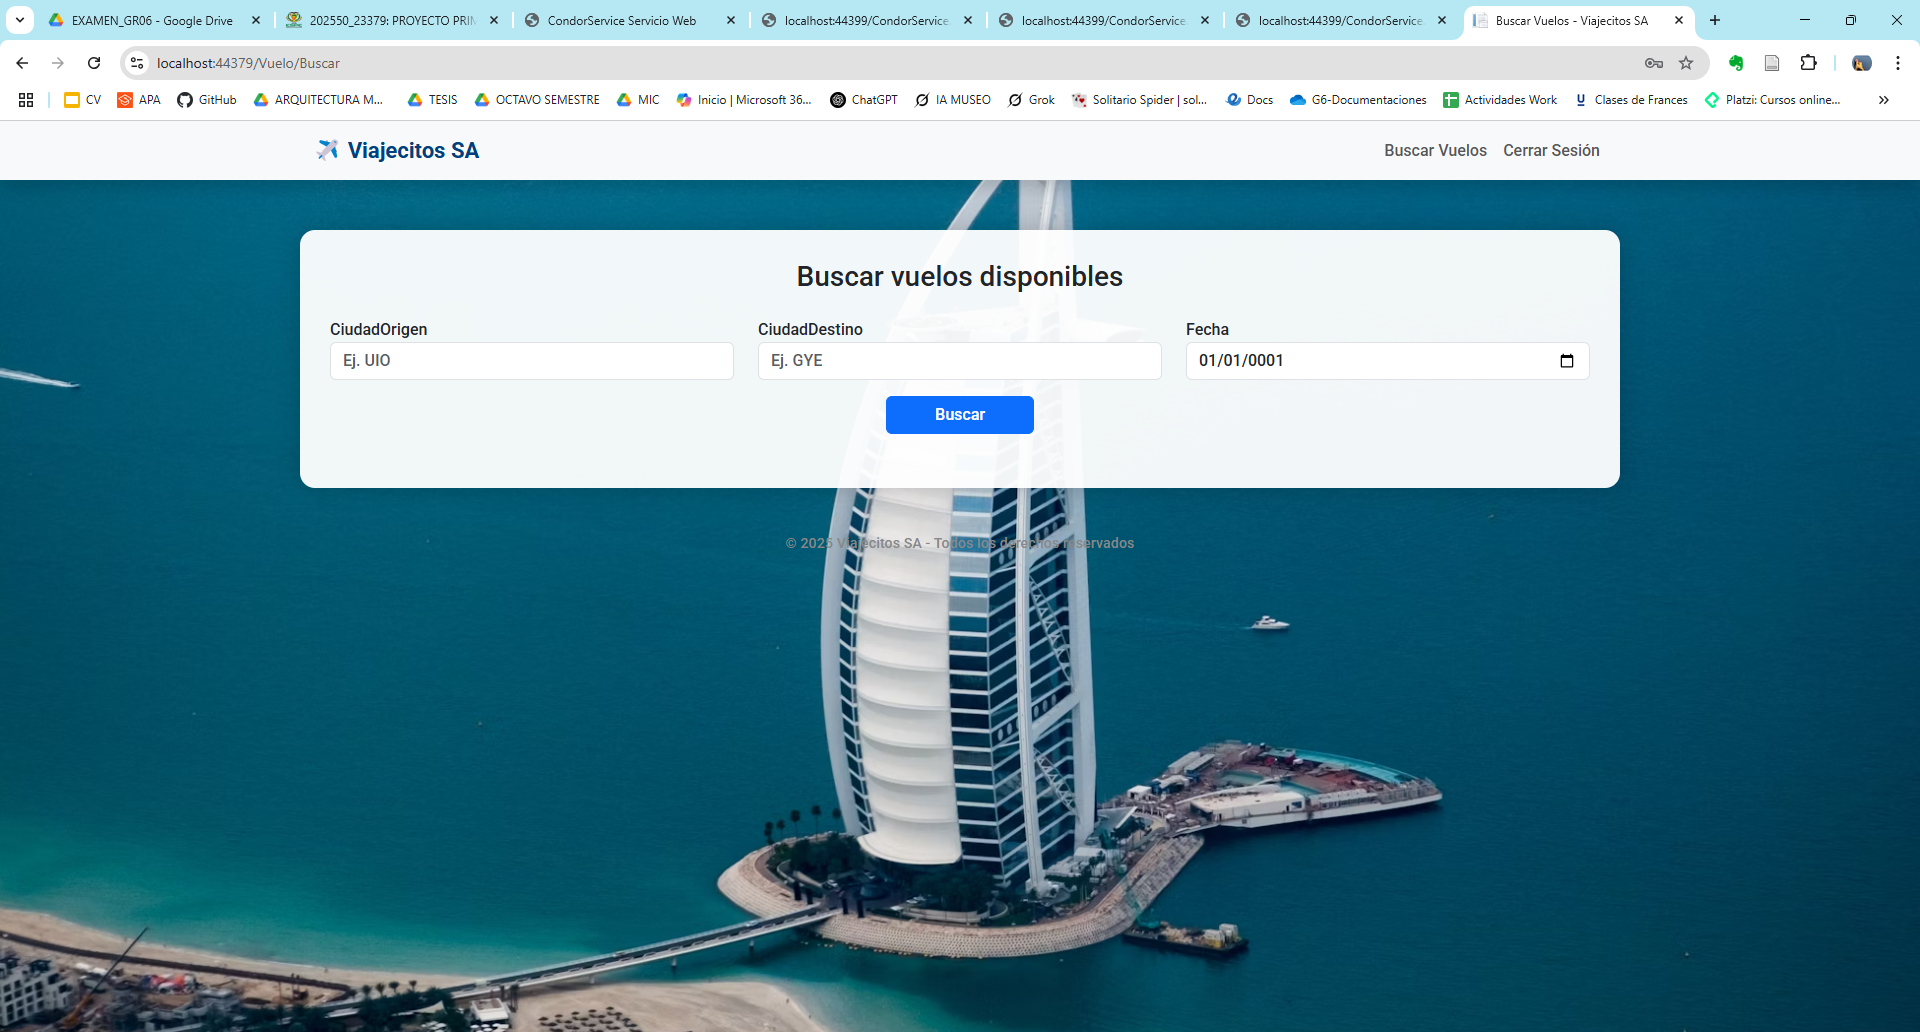 EXAMEN_GR06 - Google Drive
202550_23379: PROYECTO PRIM
CondorService Servicio Web
localhost:44399/CondorService.
localhost:44399/CondorService.
localhost:44399/CondorService
Buscar Vuelos - Viajecitos SA
localhost:44379/Vuelo/Buscar
CV
APA
GitHub
ARQUITECTURA M...
TESIS
OCTAVO SEMESTRE
MIC
Inicio | Microsoft 36...
ChatGPT
IA MUSEO
Grok
Solitario Spider | sol...
Docs
G6-Documentaciones
Actividades Work
Clases de Frances
Platzi: Cursos online...
Viajecitos SA
Buscar Vuelos
Cerrar Sesión
Buscar vuelos disponibles
CiudadOrigen
CiudadDestino
Fecha
Ej. UIO
Ej. GYE
01/01/0001
Buscar
© 2025 Viajecitos SA - Todos los derechos reservados